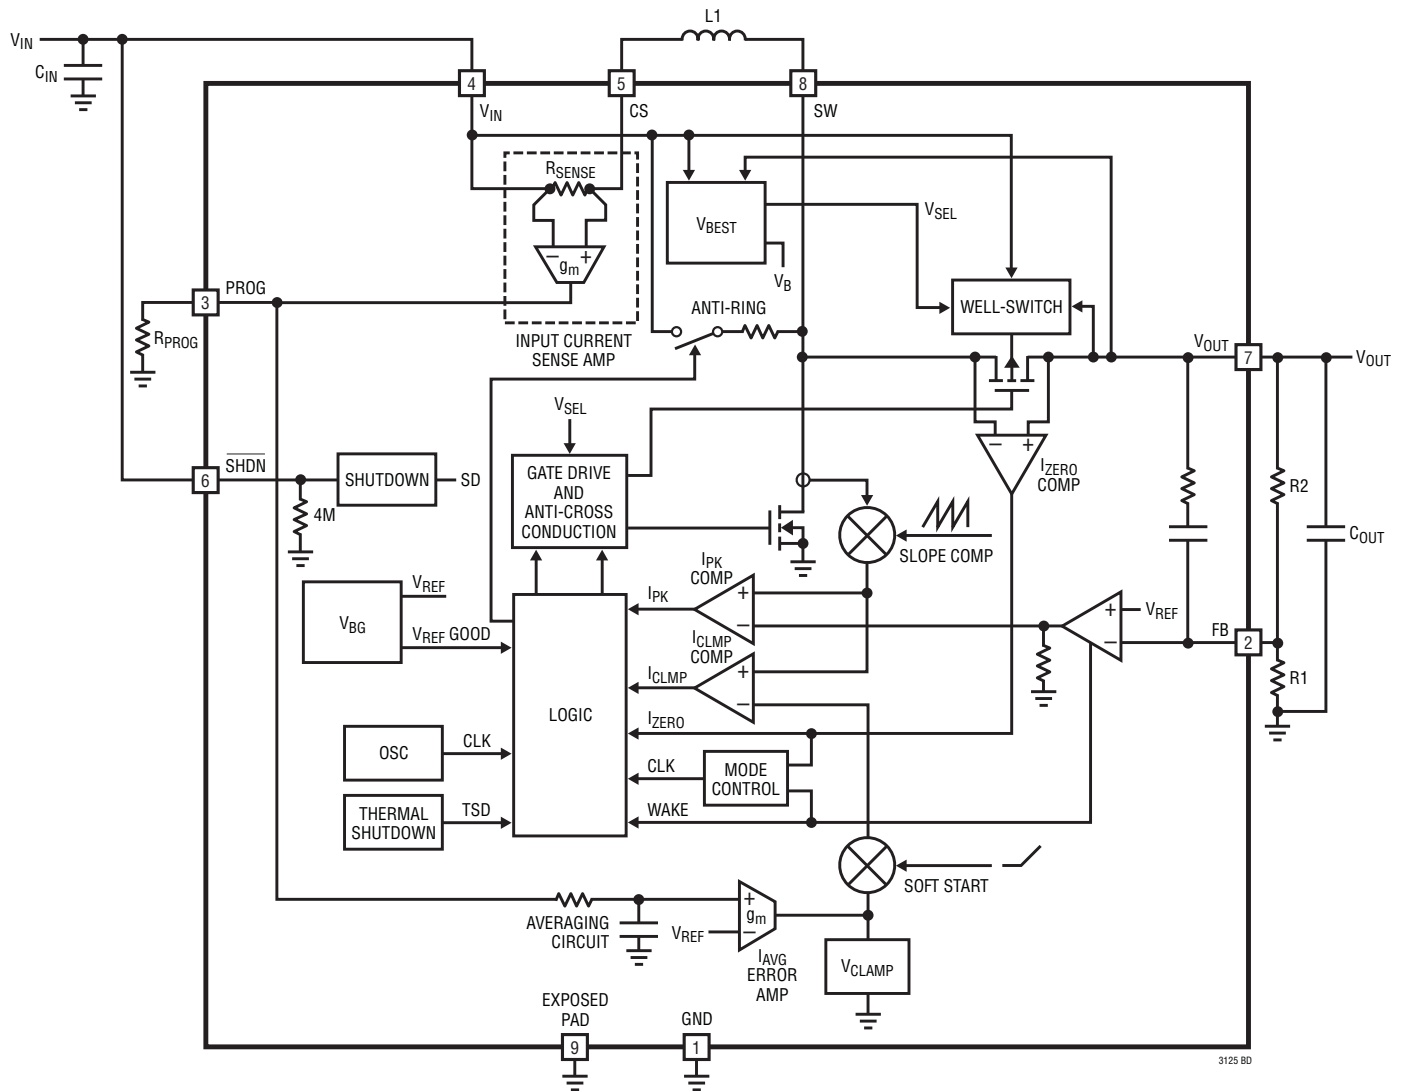 L1
VIN
CIN
4
5
8
VIN
CS
SW
RSENSE
− +
gm
INPUT CURRENT
SENSE AMP
VBEST
VSEL
VB
WELL-SWITCH
ANTI-RING
3
PROG
RPROG
VOUT
7
VOUT
VSEL
6
SHDN
SHUTDOWN
SD
4M
GATE DRIVE
AND
ANTI-CROSS
CONDUCTION
− +
IZERO
COMP
R2
COUT
SLOPE COMP
IPK
COMP
+
−
IPK
VBG
VREF
VREF GOOD
ICLMP
COMP
+
−
ICLMP
+
−
VREF
FB
2
R1
LOGIC
IZERO
OSC
CLK
CLK
MODE
CONTROL
THERMAL
SHUTDOWN
TSD
WAKE
SOFT START
AVERAGING
CIRCUIT
+
gm
−
VREF
IAVG
ERROR
AMP
VCLAMP
EXPOSED
PAD
GND
9
1
3125 BD